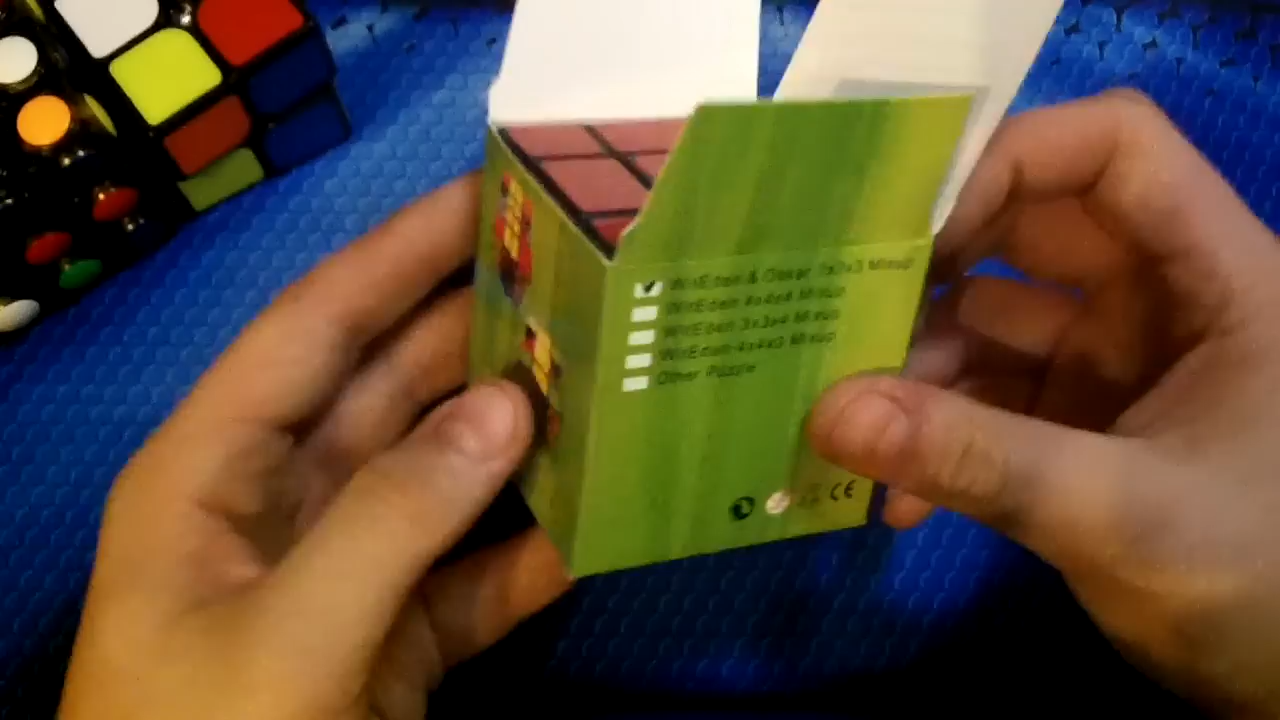 WitEden & Oskar 3x3x3 Mixup
WitEden 4x4x4 Mixup
WitEden 3x3x4 Mixup
WitEden 4x4x3 Mixup
Other Puzzle
CE